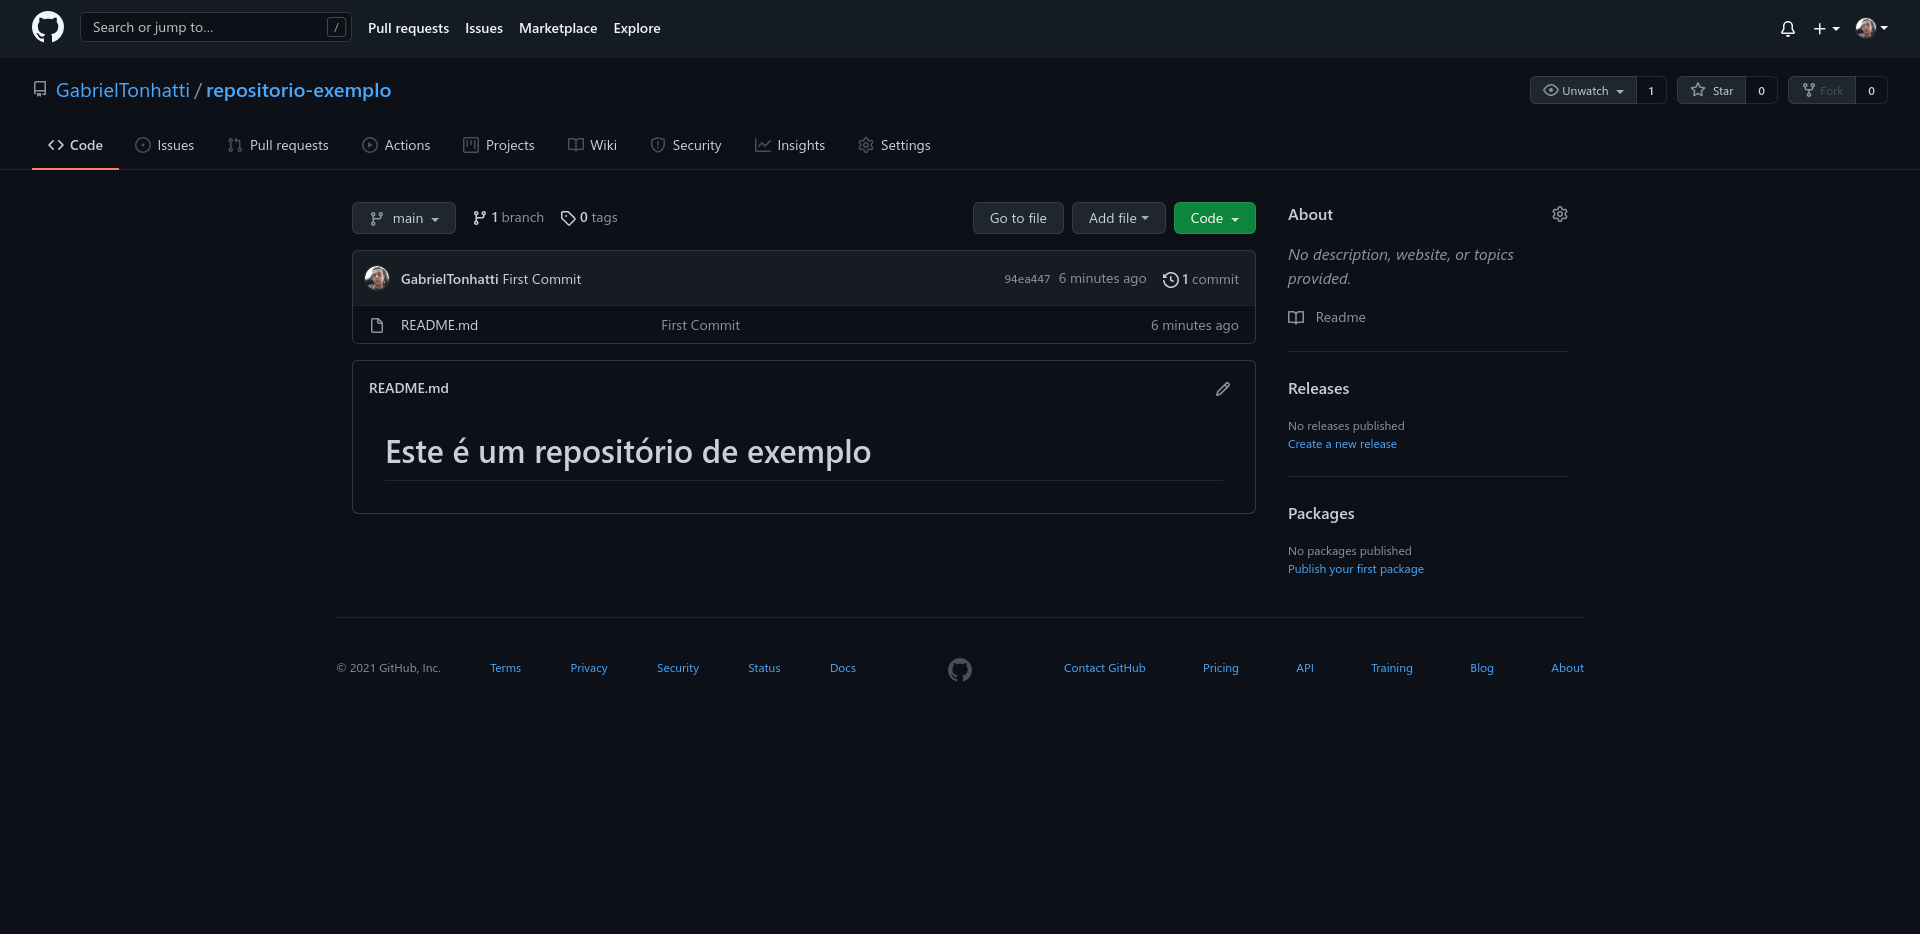 Search or jump to... / Pull requests Issues Marketplace Explore
GabrielTonhatti / repositorio-exemplo Unwatch 1 Star 0 Fork 0
Code Issues Pull requests Actions Projects Wiki Security Insights Settings
main 1 branch 0 tags Go to file Add file Code
GabrielTonhatti First Commit 94ea447 6 minutes ago 1 commit
README.md First Commit 6 minutes ago
README.md
Este é um repositório de exemplo
About
No description, website, or topics
provided.
Readme
Releases
No releases published
Create a new release
Packages
No packages published
Publish your first package
© 2021 GitHub, Inc. Terms Privacy Security Status Docs Contact GitHub Pricing API Training Blog About